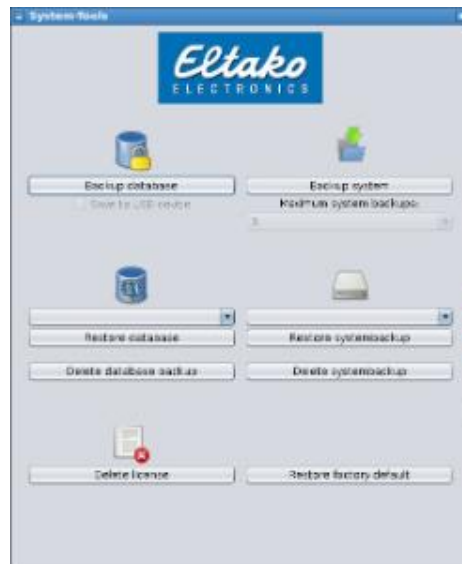 System-Tools
Eltako
ELECTRONICS
Backup database
Backup system
Save to USB device
Maximum system backups:
Restore database
Restore systembackup
Delete database backup
Delete systembackup
Delete license
Restore factory default